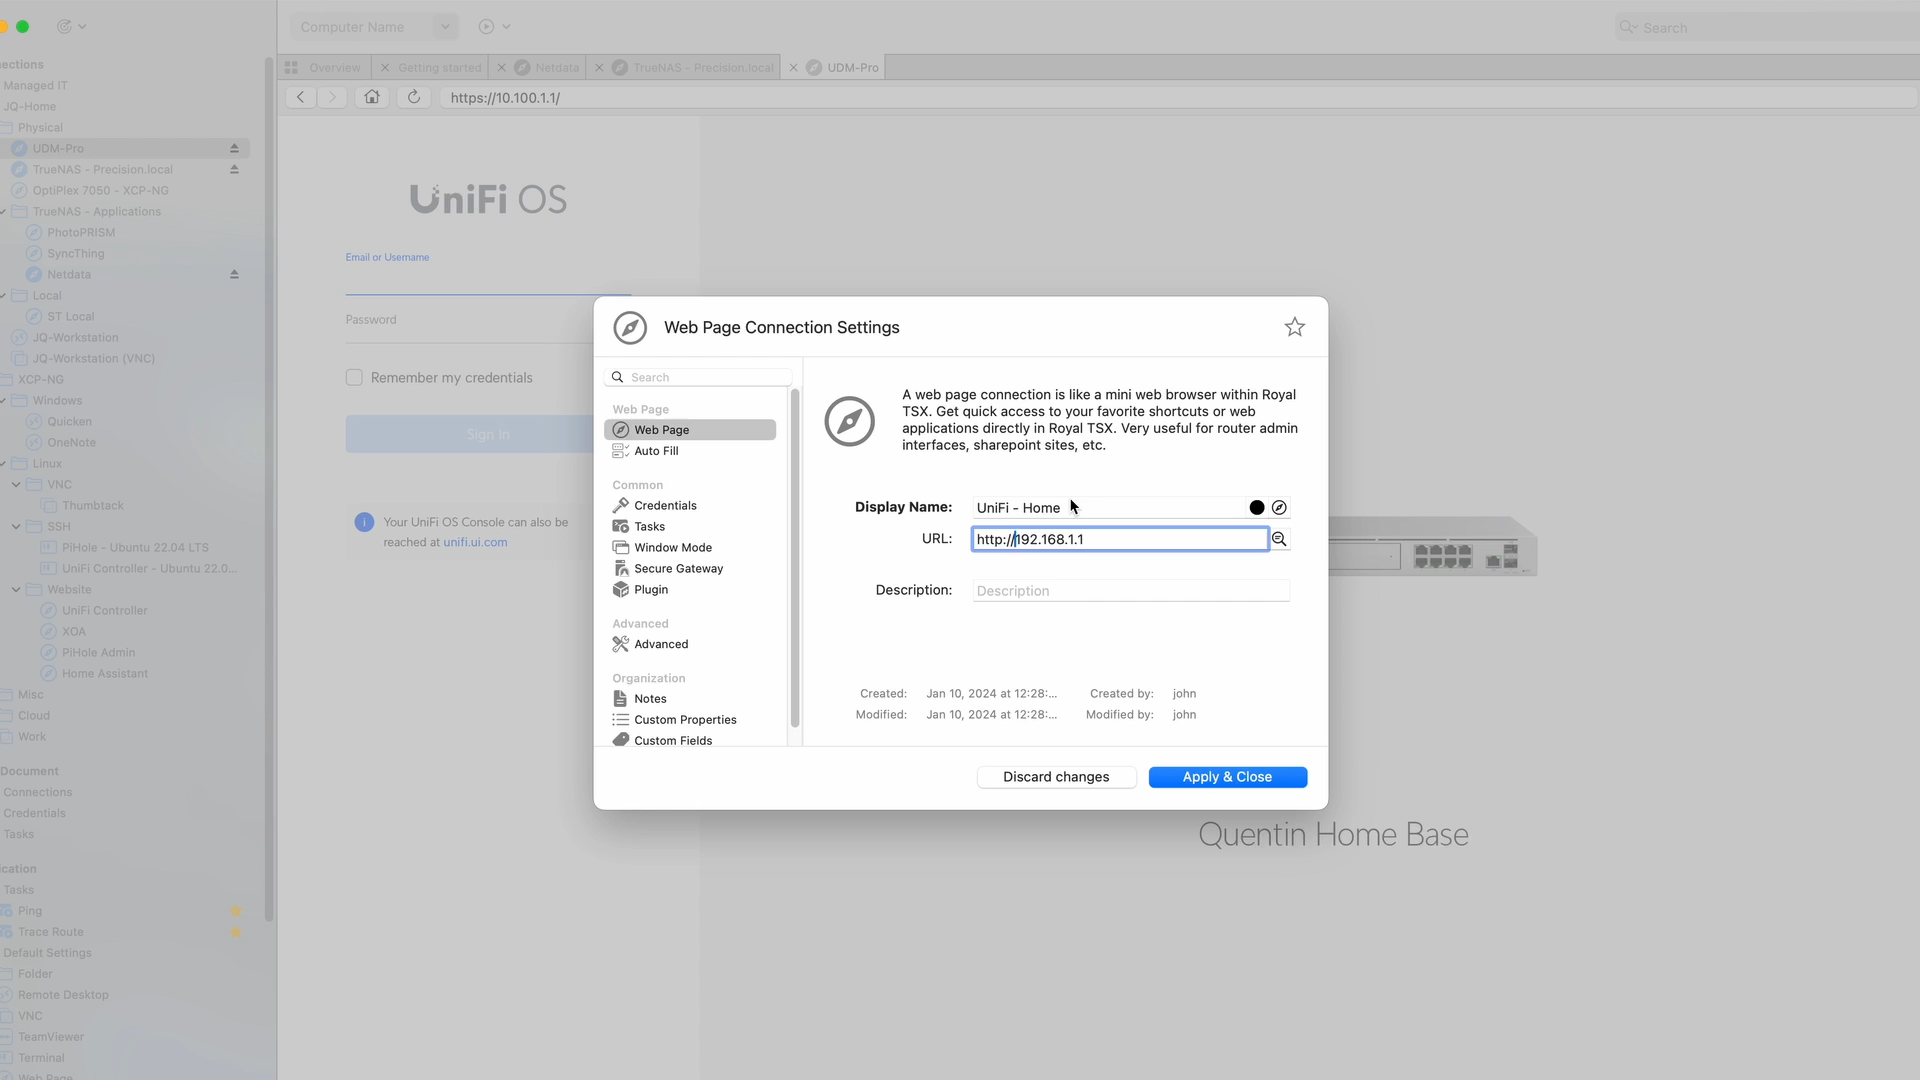 Computer Name
Search
ections
Managed IT
JQ-Home
Physical
UDM-Pro
TrueNAS - Precision.local
OptiPlex 7050 - XCP-NG
TrueNAS - Applications
PhotoPRISM
SyncThing
Netdata
Local
ST Local
JQ-Workstation
JQ-Workstation (VNC)
XCP-NG
Windows
Quicken
OneNote
Linux
VNC
Thumbtack
SSH
PiHole - Ubuntu 22.04 LTS
UniFi Controller - Ubuntu 22.0...
Website
UniFi Controller
XOA
PiHole Admin
Home Assistant
Misc
Cloud
Work
Document
Connections
Credentials
Tasks
ication
Tasks
Ping
Trace Route
Default Settings
Folder
Remote Desktop
VNC
TeamViewer
Terminal
Web Page
Overview
Getting started
Netdata
TrueNAS - Precision.local
UDM-Pro
https://10.100.1.1/
UniFi OS
Email or Username
Password
Remember my credentials
Sign In
Your UniFi OS Console can also be
reached at unifi.ui.com
Quentin Home Base
Web Page Connection Settings
Search
Web Page
Web Page
Auto Fill
Common
Credentials
Tasks
Window Mode
Secure Gateway
Plugin
Advanced
Advanced
Organization
Notes
Custom Properties
Custom Fields
A web page connection is like a mini web browser within Royal
TSX. Get quick access to your favorite shortcuts or web
applications directly in Royal TSX. Very useful for router admin
interfaces, sharepoint sites, etc.
Display Name: UniFi - Home
URL: http://192.168.1.1
Description: Description
Created: Jan 10, 2024 at 12:28:... Created by: john
Modified: Jan 10, 2024 at 12:28:... Modified by: john
Discard changes
Apply & Close